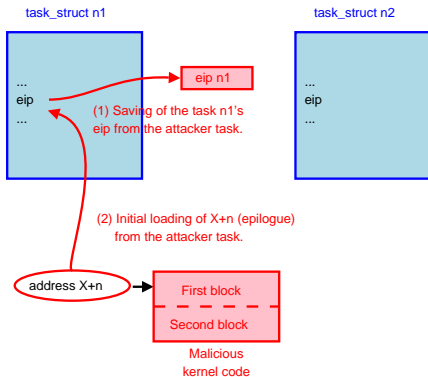 task_struct n1
task_struct n2
...
eip
...
eip n1
...
eip
...
(1) Saving of the task n1's
eip from the attacker task.
(2) Initial loading of X+n (epilogue)
from the attacker task.
address X+n
First block
Second block
Malicious
kernel code